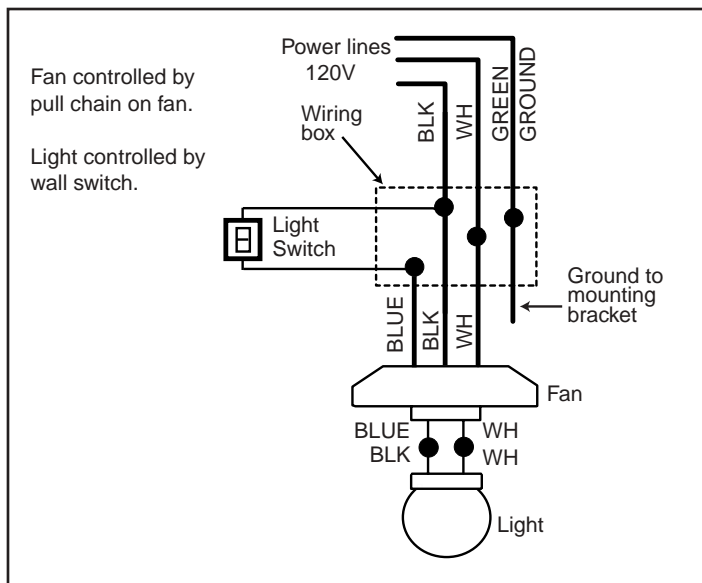 Fan controlled by
pull chain on fan.
Light controlled by
wall switch.
Power lines
120V
Wiring
box
BLK
WH
GREEN
GROUND
Light
Switch
Ground to
mounting
bracket
BLUE
BLK
WH
Fan
BLUE WH
BLK WH
Light